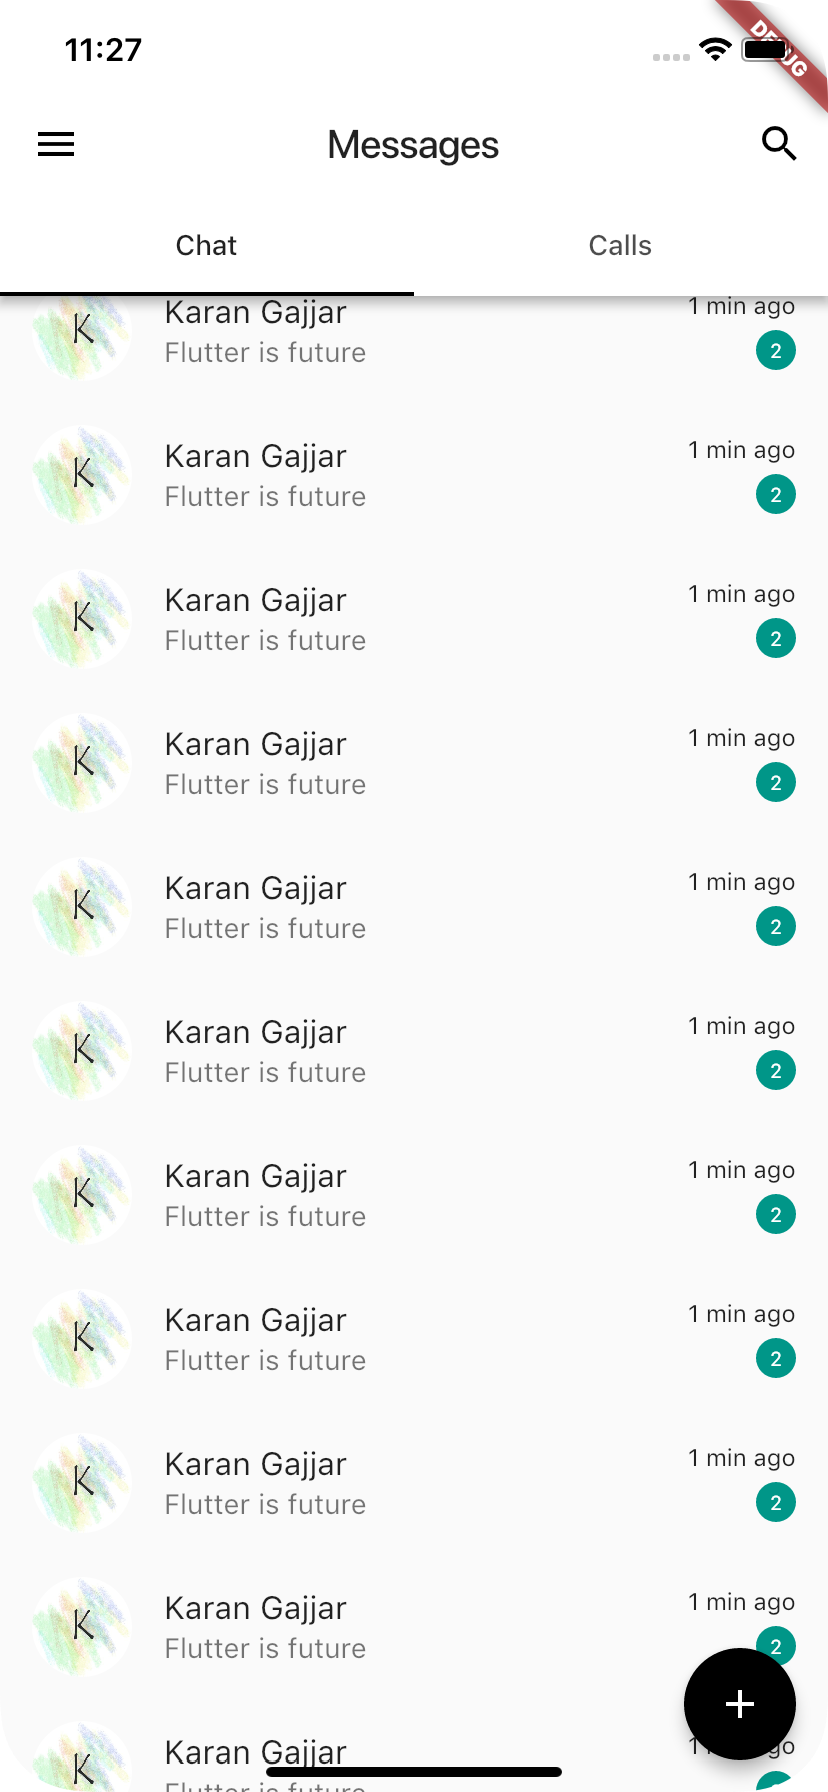 11:27
DEBUG
Messages
Chat
Calls
Karan Gajjar
1 min ago
K
Flutter is future
2
Karan Gajjar
1 min ago
K
Flutter is future
2
Karan Gajjar
1 min ago
K
Flutter is future
2
Karan Gajjar
1 min ago
K
Flutter is future
2
Karan Gajjar
1 min ago
K
Flutter is future
2
Karan Gajjar
1 min ago
K
Flutter is future
2
Karan Gajjar
1 min ago
K
Flutter is future
2
Karan Gajjar
1 min ago
K
Flutter is future
2
Karan Gajjar
1 min ago
K
Flutter is future
2
Karan Gajjar
1 min ago
K
Flutter is future
2
Karan Gajjar
K
Flutter is future